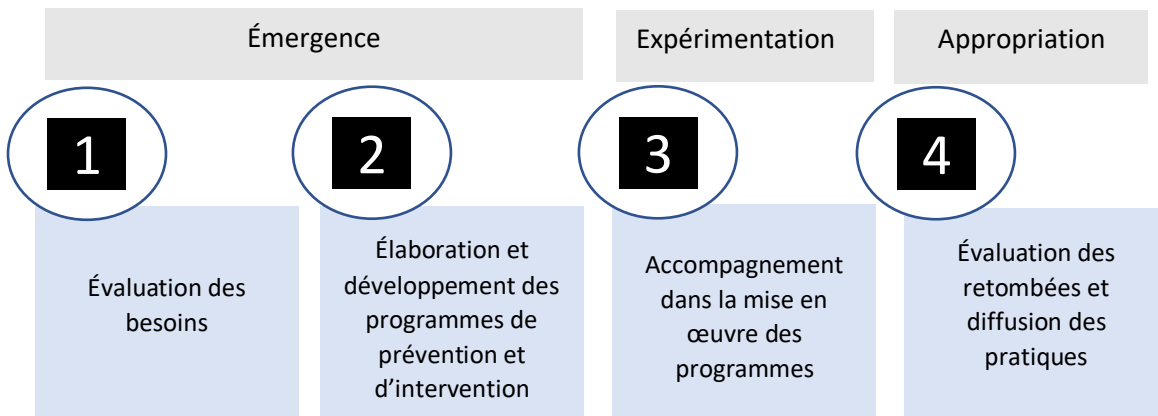 Émergence
Expérimentation
Appropriation
1
2
3
4
Évaluation des
besoins
Élaboration et
développement des
programmes de
prévention et
d’intervention
Accompagnement
dans la mise en
œuvre des
programmes
Évaluation des
retombées et
diffusion des
pratiques